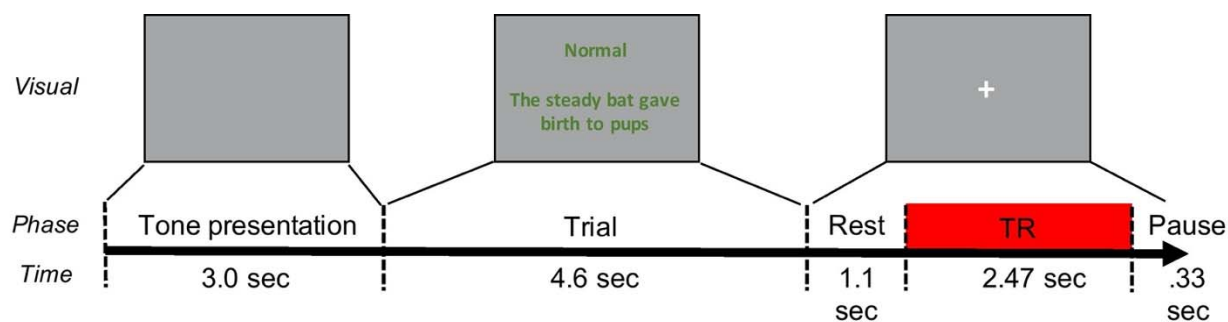 Visual
Normal
The steady bat gave
birth to pups
+
Phase Tone presentation Trial Rest TR Pause
Time 3.0 sec 4.6 sec 1.1 sec 2.47 sec .33 sec